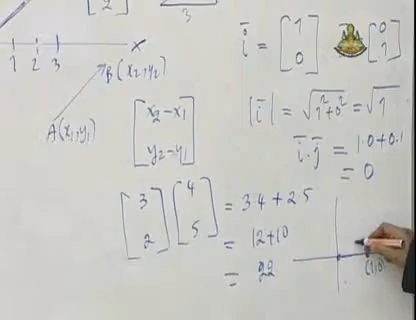 1 2 3 x
B(x₂,y₂)
A(x₁,y₁)
[x₂-x₁
y₂-y₁]
[3
2] [4
5] = 3.4 + 2.5
= 12+10
= 22
i̅ = [1
0]
[0
1]
|i̅| = √1²+0² = √1
i̅.j̅ = 1.0+0.1
= 0
(1,0)